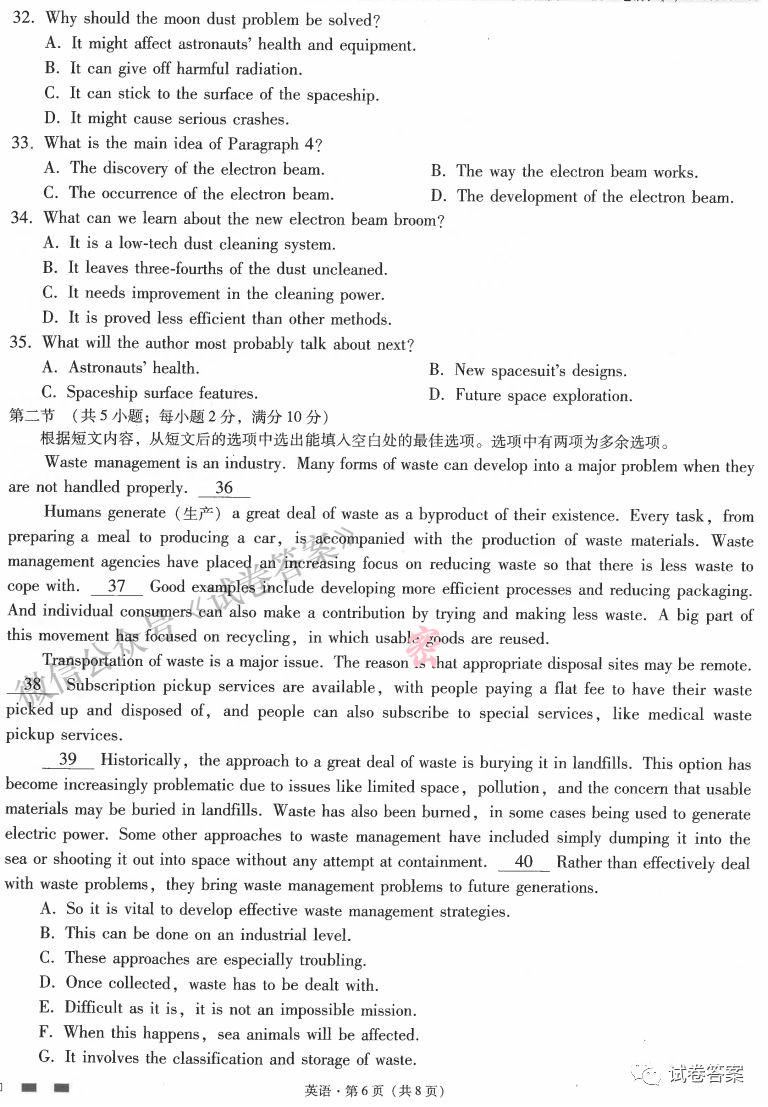 32. Why should the moon dust problem be solved?
A. It might affect astronauts' health and equipment.
B. It can give off harmful radiation.
C. It can stick to the surface of the spaceship.
D. It might cause serious crashes.
33. What is the main idea of Paragraph 4?
A. The discovery of the electron beam. B. The way the electron beam works.
C. The occurrence of the electron beam. D. The development of the electron beam.
34. What can we learn about the new electron beam broom?
A. It is a low-tech dust cleaning system.
B. It leaves three-fourths of the dust uncleaned.
C. It needs improvement in the cleaning power.
D. It is proved less efficient than other methods.
35. What will the author most probably talk about next?
A. Astronauts' health. B. New spacesuit's designs.
C. Spaceship surface features. D. Future space exploration.
第二节 (共5小题; 每小题2分, 满分10分)
根据短文内容, 从短文后的选项中选出能填入空白处的最佳选项。选项中有两项为多余选项。
Waste management is an industry. Many forms of waste can develop into a major problem when they
are not handled properly. 36
Humans generate (生产) a great deal of waste as a byproduct of their existence. Every task, from
preparing a meal to producing a car, is accompanied with the production of waste materials. Waste
management agencies have placed an increasing focus on reducing waste so that there is less waste to
cope with. 37 Good examples include developing more efficient processes and reducing packaging.
And individual consumers can also make a contribution by trying and making less waste. A big part of
this movement has focused on recycling, in which usable goods are reused.
Transportation of waste is a major issue. The reason is that appropriate disposal sites may be remote.
38 Subscription pickup services are available, with people paying a flat fee to have their waste
picked up and disposed of, and people can also subscribe to special services, like medical waste
pickup services.
39 Historically, the approach to a great deal of waste is burying it in landfills. This option has
become increasingly problematic due to issues like limited space, pollution, and the concern that usable
materials may be buried in landfills. Waste has also been burned, in some cases being used to generate
electric power. Some other approaches to waste management have included simply dumping it into the
sea or shooting it out into space without any attempt at containment. 40 Rather than effectively deal
with waste problems, they bring waste management problems to future generations.
A. So it is vital to develop effective waste management strategies.
B. This can be done on an industrial level.
C. These approaches are especially troubling.
D. Once collected, waste has to be dealt with.
E. Difficult as it is, it is not an impossible mission.
F. When this happens, sea animals will be affected.
G. It involves the classification and storage of waste.
英语·第6页(共8页)
试卷答案
微信公众号《试卷答案》
密